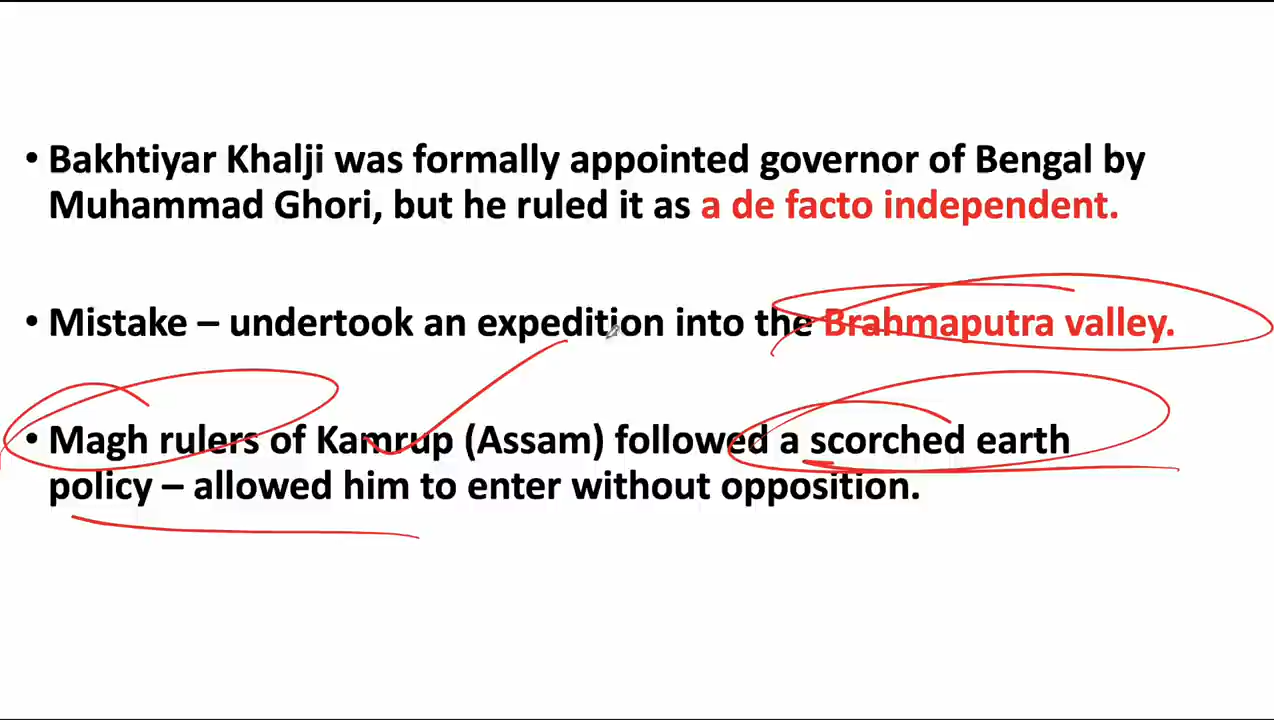 • Bakhtiyar Khalji was formally appointed governor of Bengal by
Muhammad Ghori, but he ruled it as a de facto independent.
• Mistake – undertook an expedition into the Brahmaputra valley.
• Magh rulers of Kamrup (Assam) followed a scorched earth
policy – allowed him to enter without opposition.